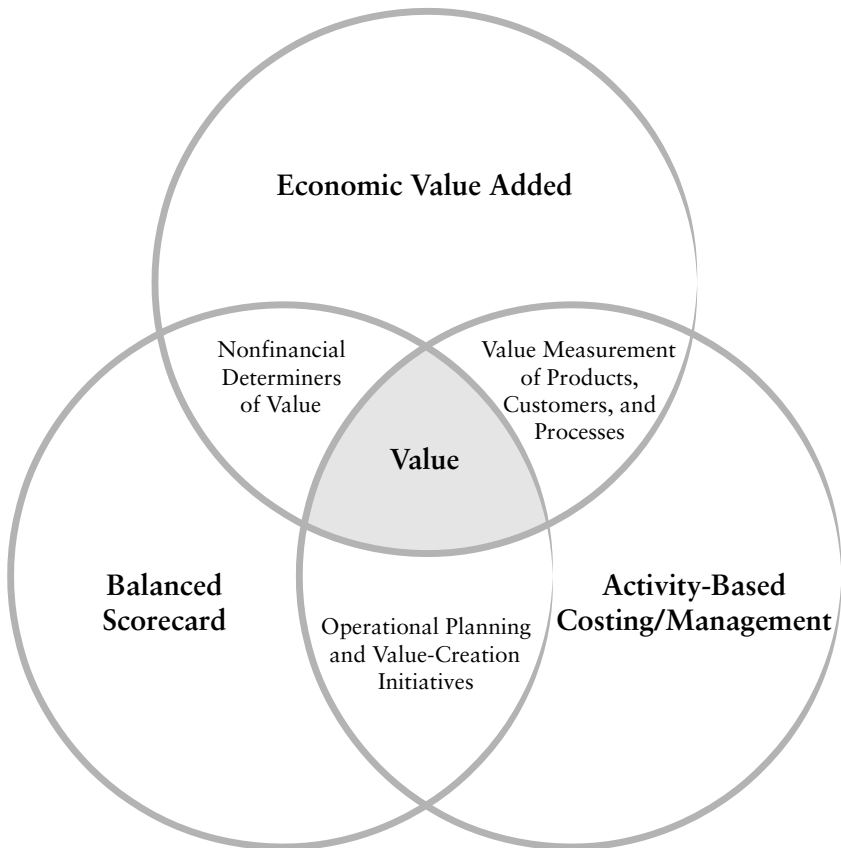 Economic Value Added
Nonfinancial
Determiners
of Value
Value Measurement
of Products,
Customers, and
Processes
Value
Balanced
Scorecard
Activity-Based
Costing/Management
Operational Planning
and Value-Creation
Initiatives